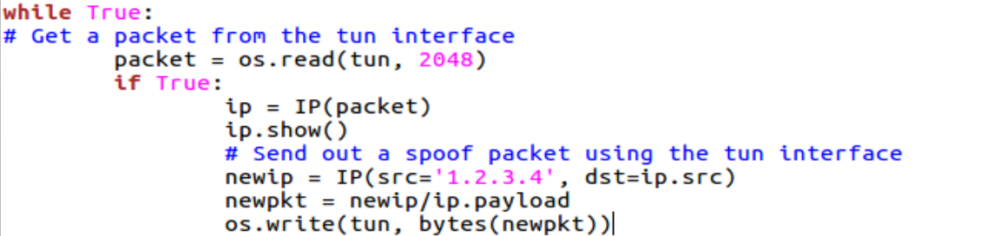 while True:
# Get a packet from the tun interface
        packet = os.read(tun, 2048)
        if True:
                ip = IP(packet)
                ip.show()
                # Send out a spoof packet using the tun interface
                newip = IP(src='1.2.3.4', dst=ip.src)
                newpkt = newip/ip.payload
                os.write(tun, bytes(newpkt))